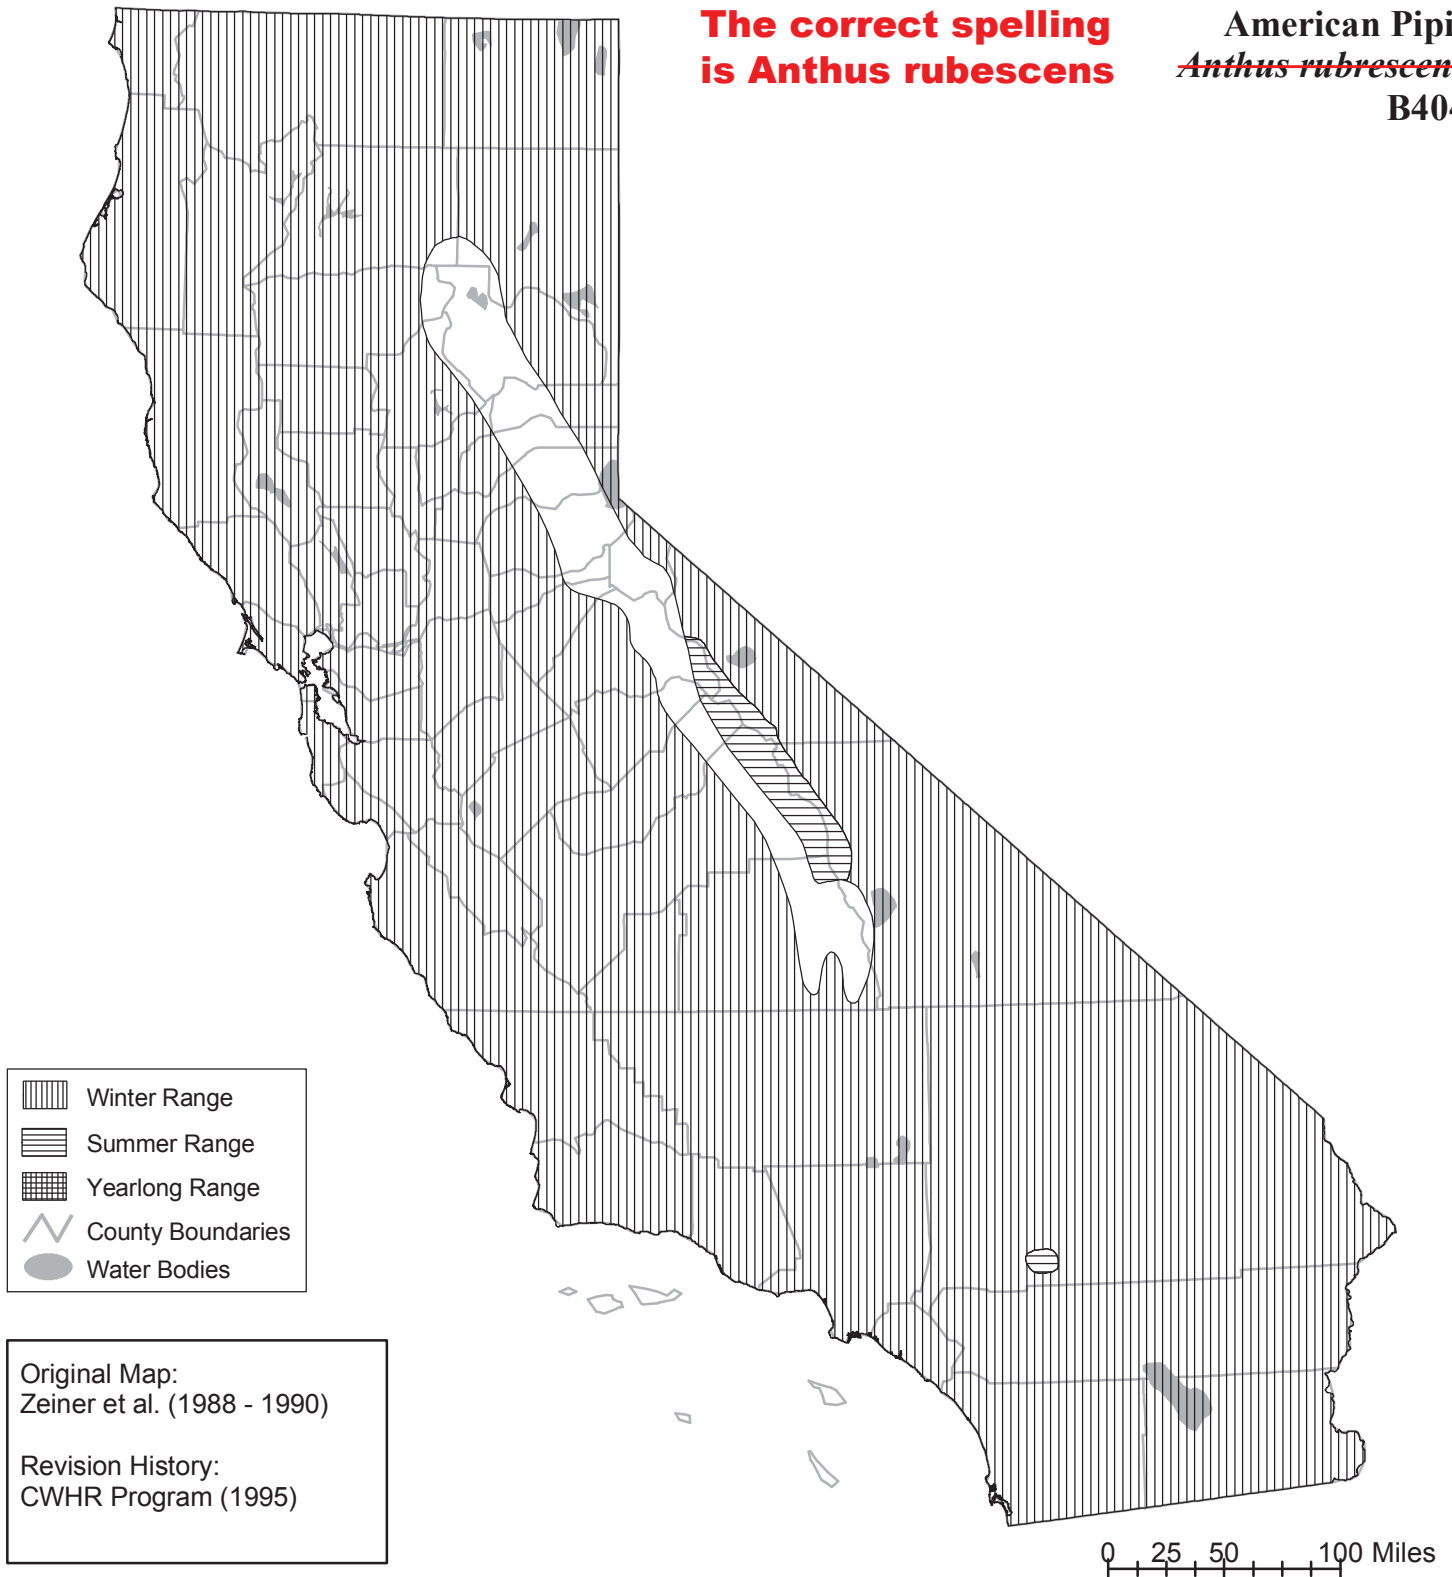 The correct spelling
is Anthus rubescens
American Pipi
Anthus rubrescen
B40
Winter Range
Summer Range
Yearlong Range
County Boundaries
Water Bodies
Original Map:
Zeiner et al. (1988 - 1990)
Revision History:
CWHR Program (1995)
0 25 50 100 Miles